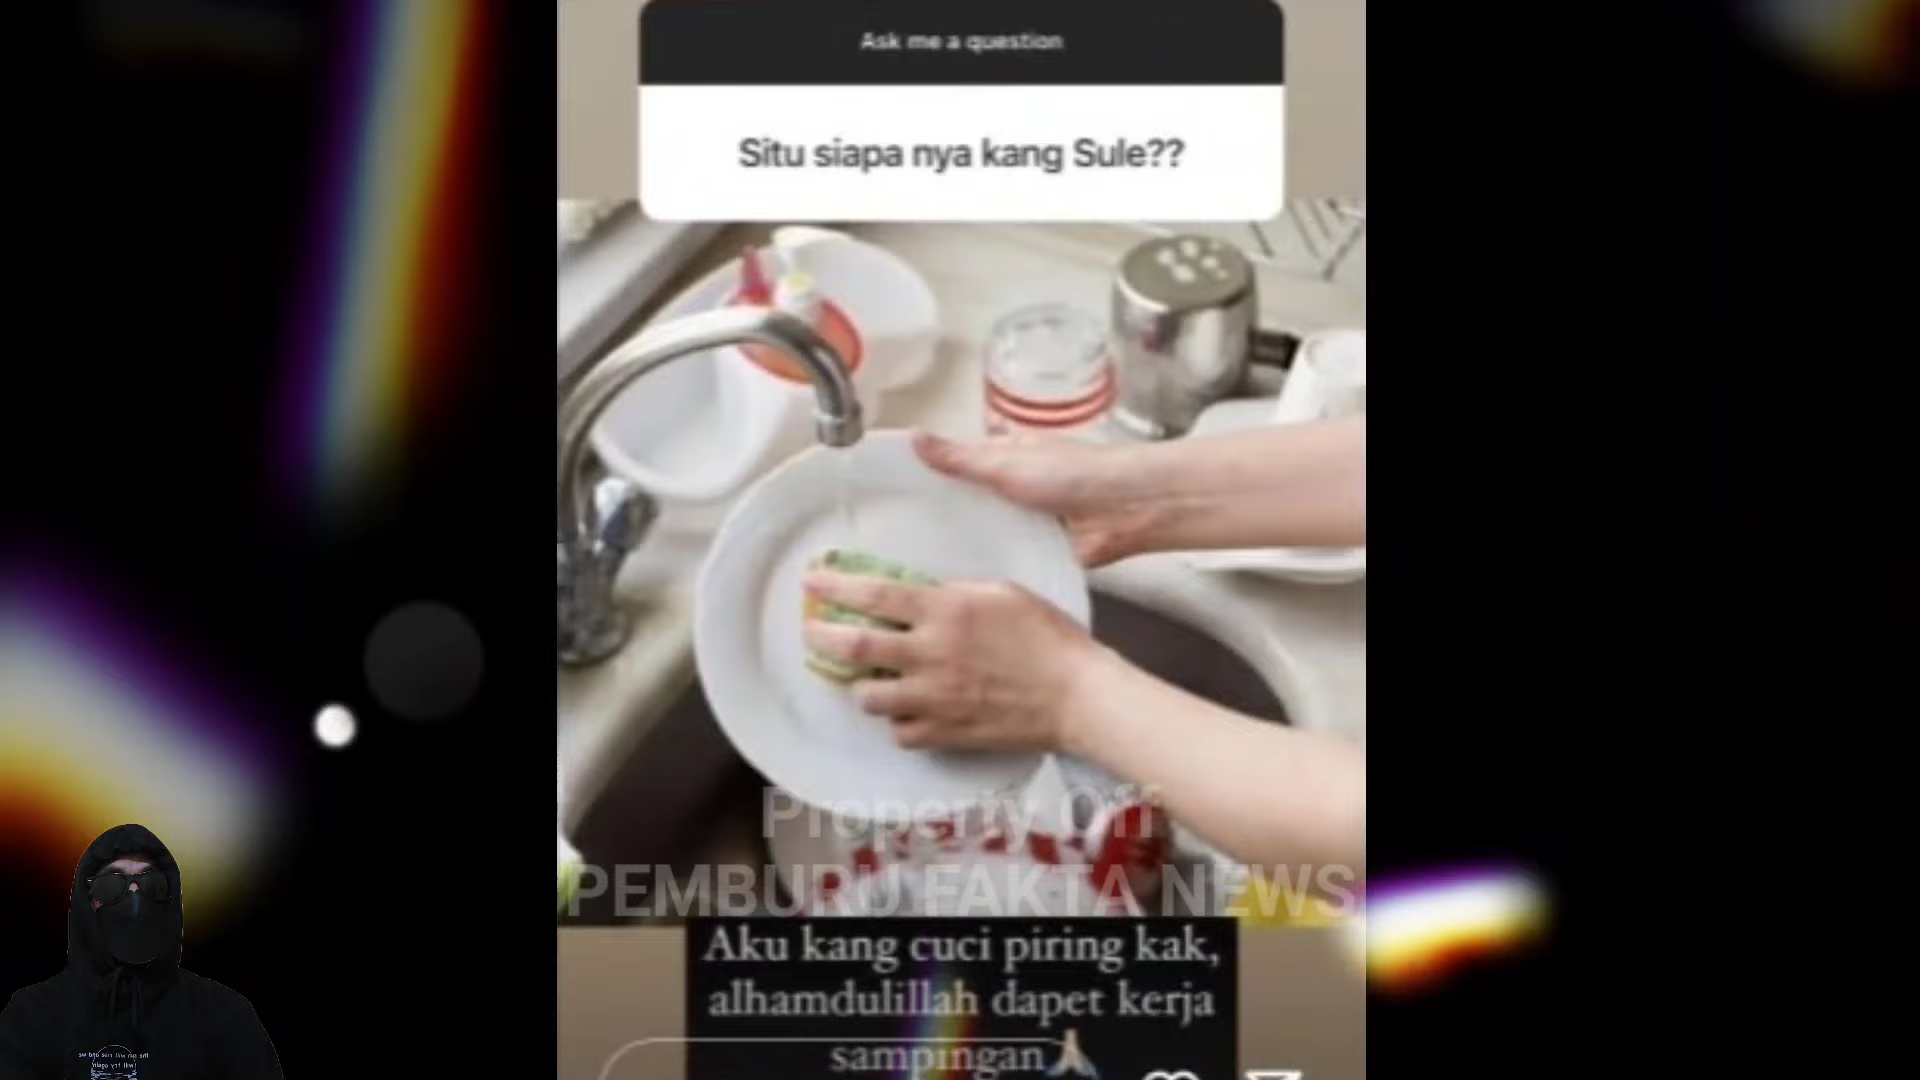 Ask me a question
Situ siapa nya kang Sule??
Property Off
PEMBURU FAKTA NEWS
Aku kang cuci piring kak,
alhamdulillah dapet kerja
sampingan🙏🏼